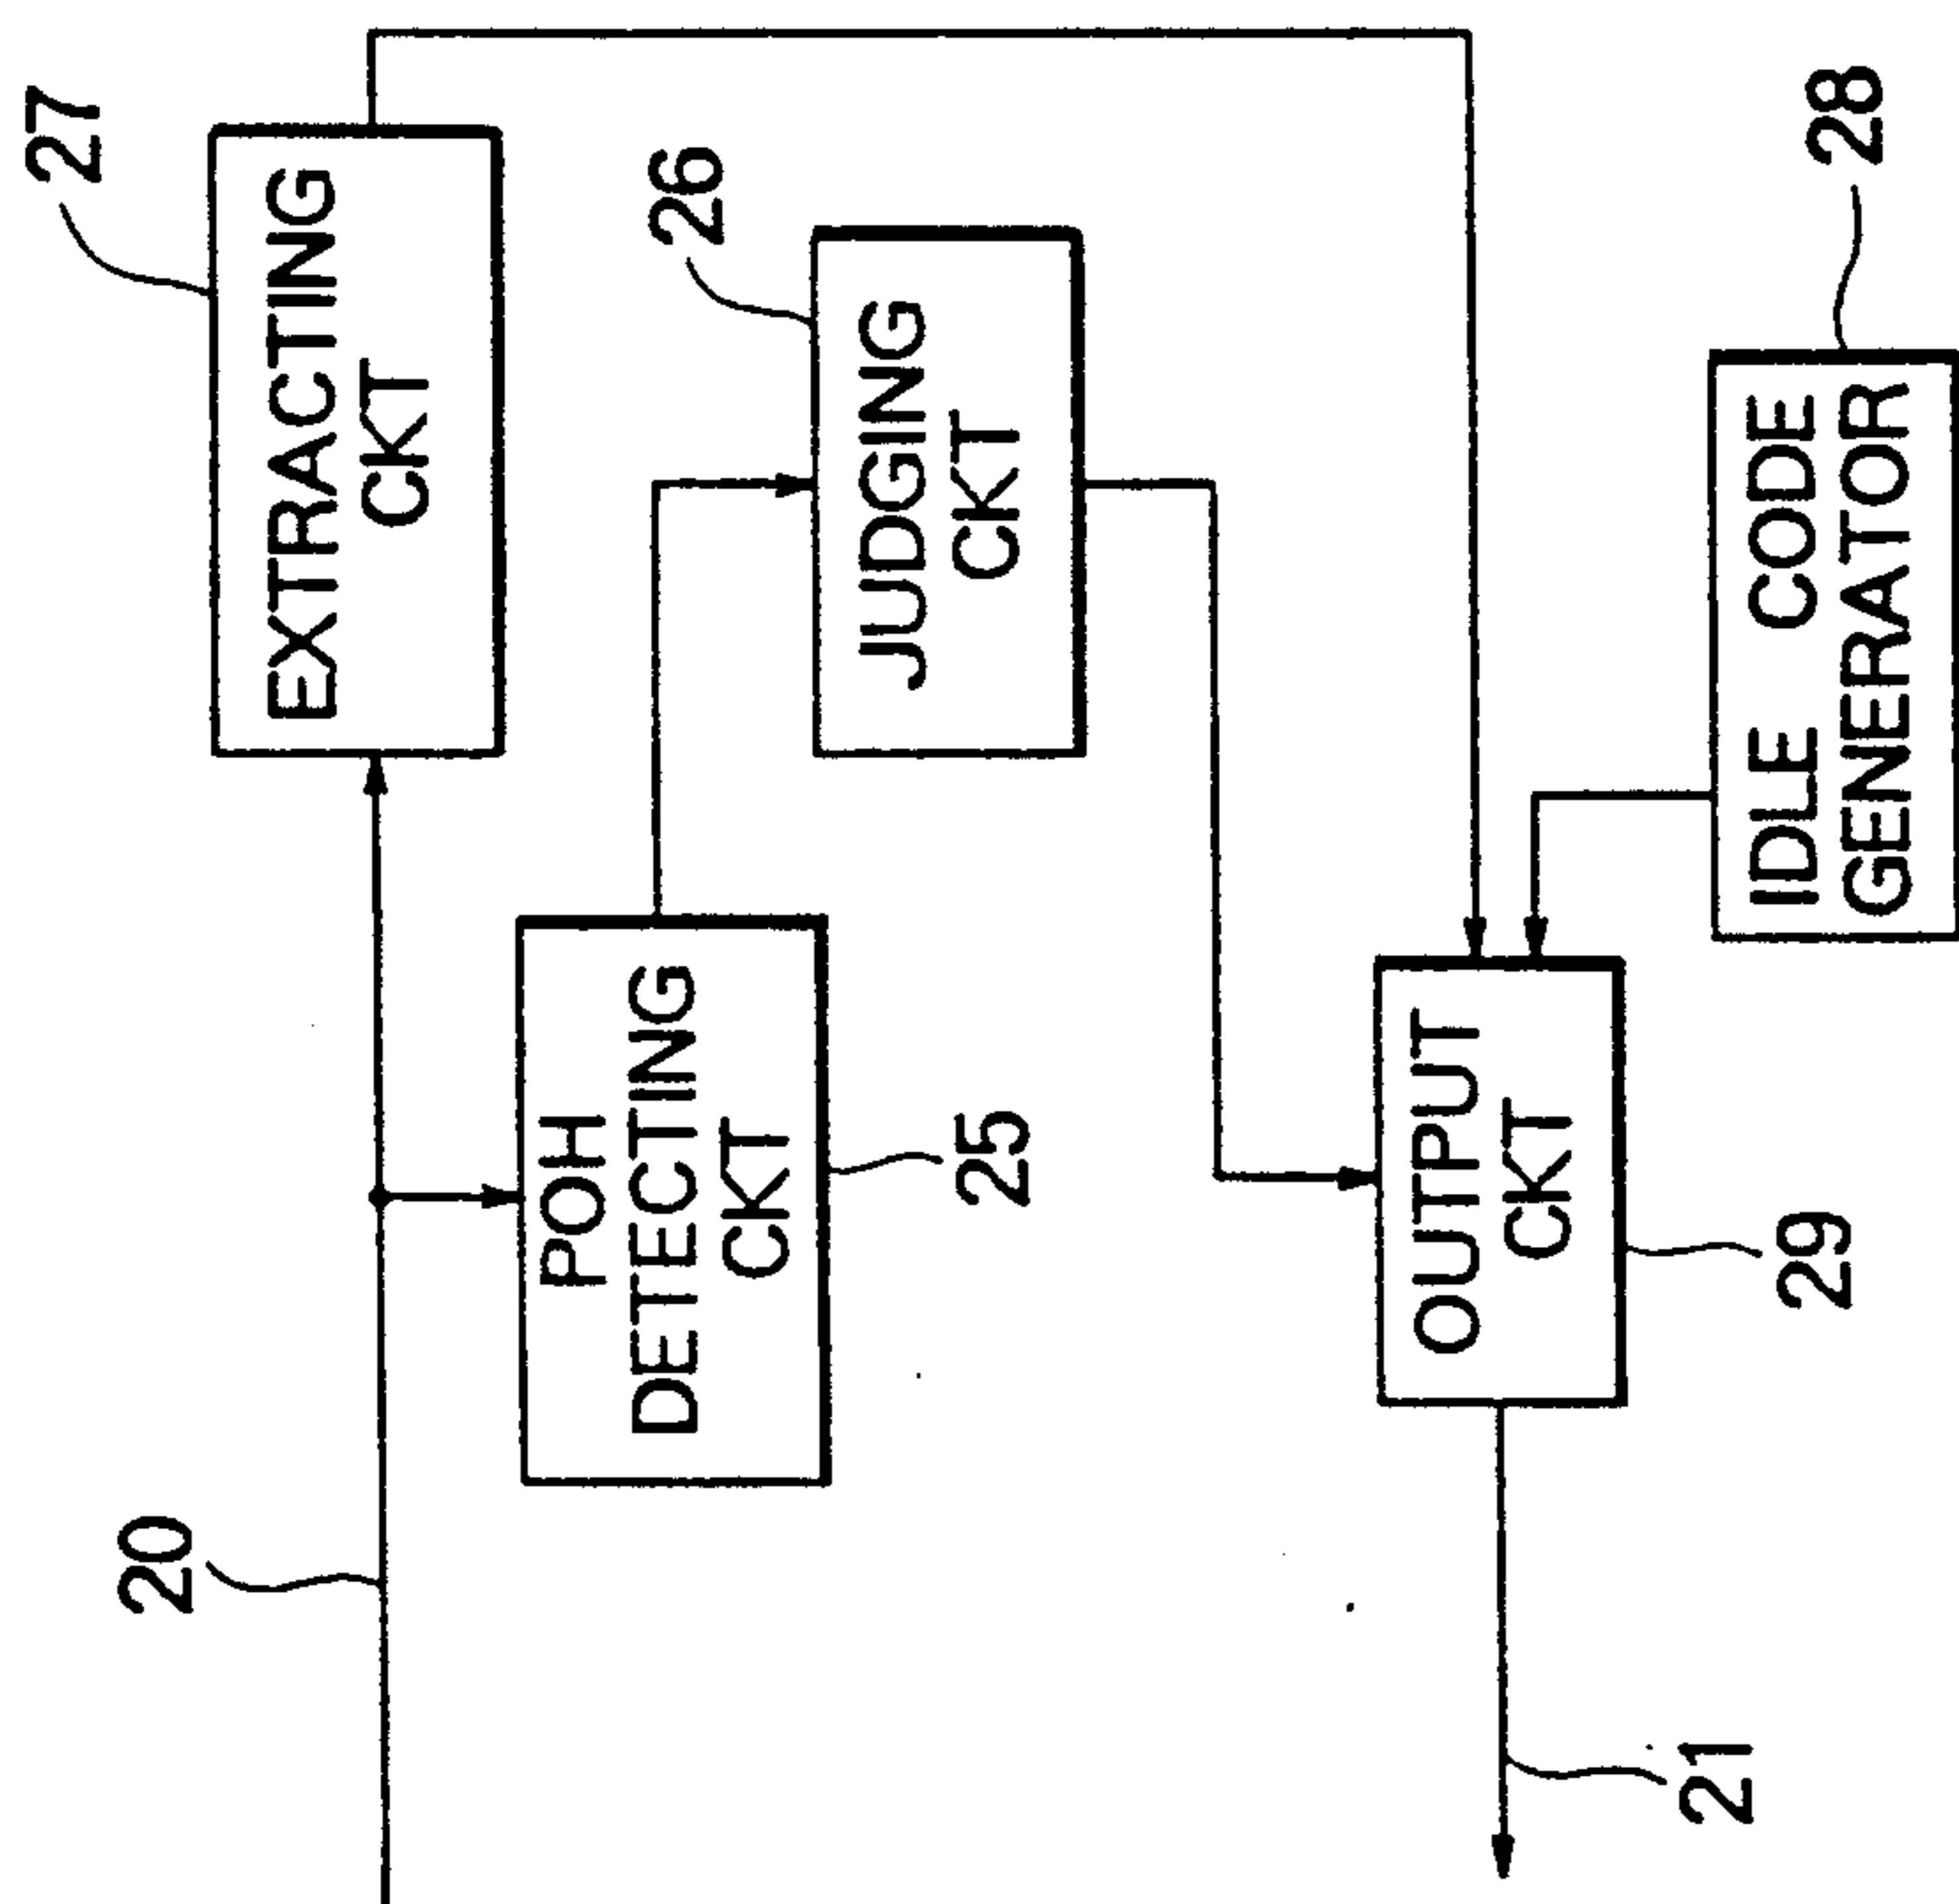 27
EXTRACTING
CKT
20
26
POH
DETECTING
CKT
JUDGING
CKT
25
OUTPUT
CKT
29
28
IDLE CODE
GENERATOR
21